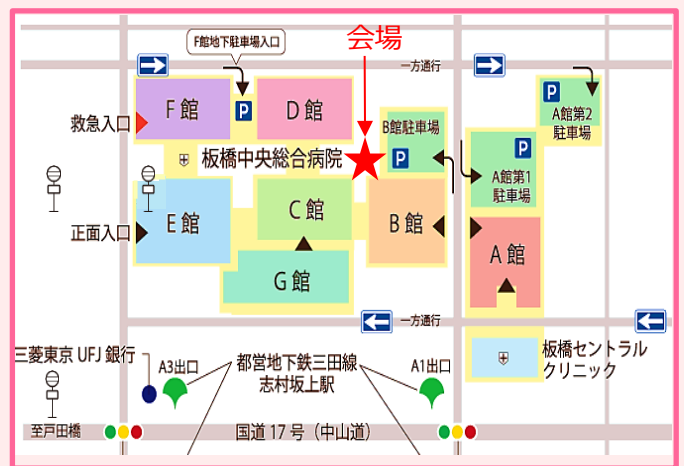 会場
F館地下駐車場入口
一方通行
P
F館
P
D館
B館駐車場
A館第2
駐車場
救急入口
板橋中央総合病院
P
P
A館第1
駐車場
正面入口
E館
C館
B館
A館
G館
一方通行
三菱東京UFJ銀行
A3出口
都営地下鉄三田線
志村坂上駅
A1出口
板橋セントラル
クリニック
至戸田橋
国道17号（中山道）